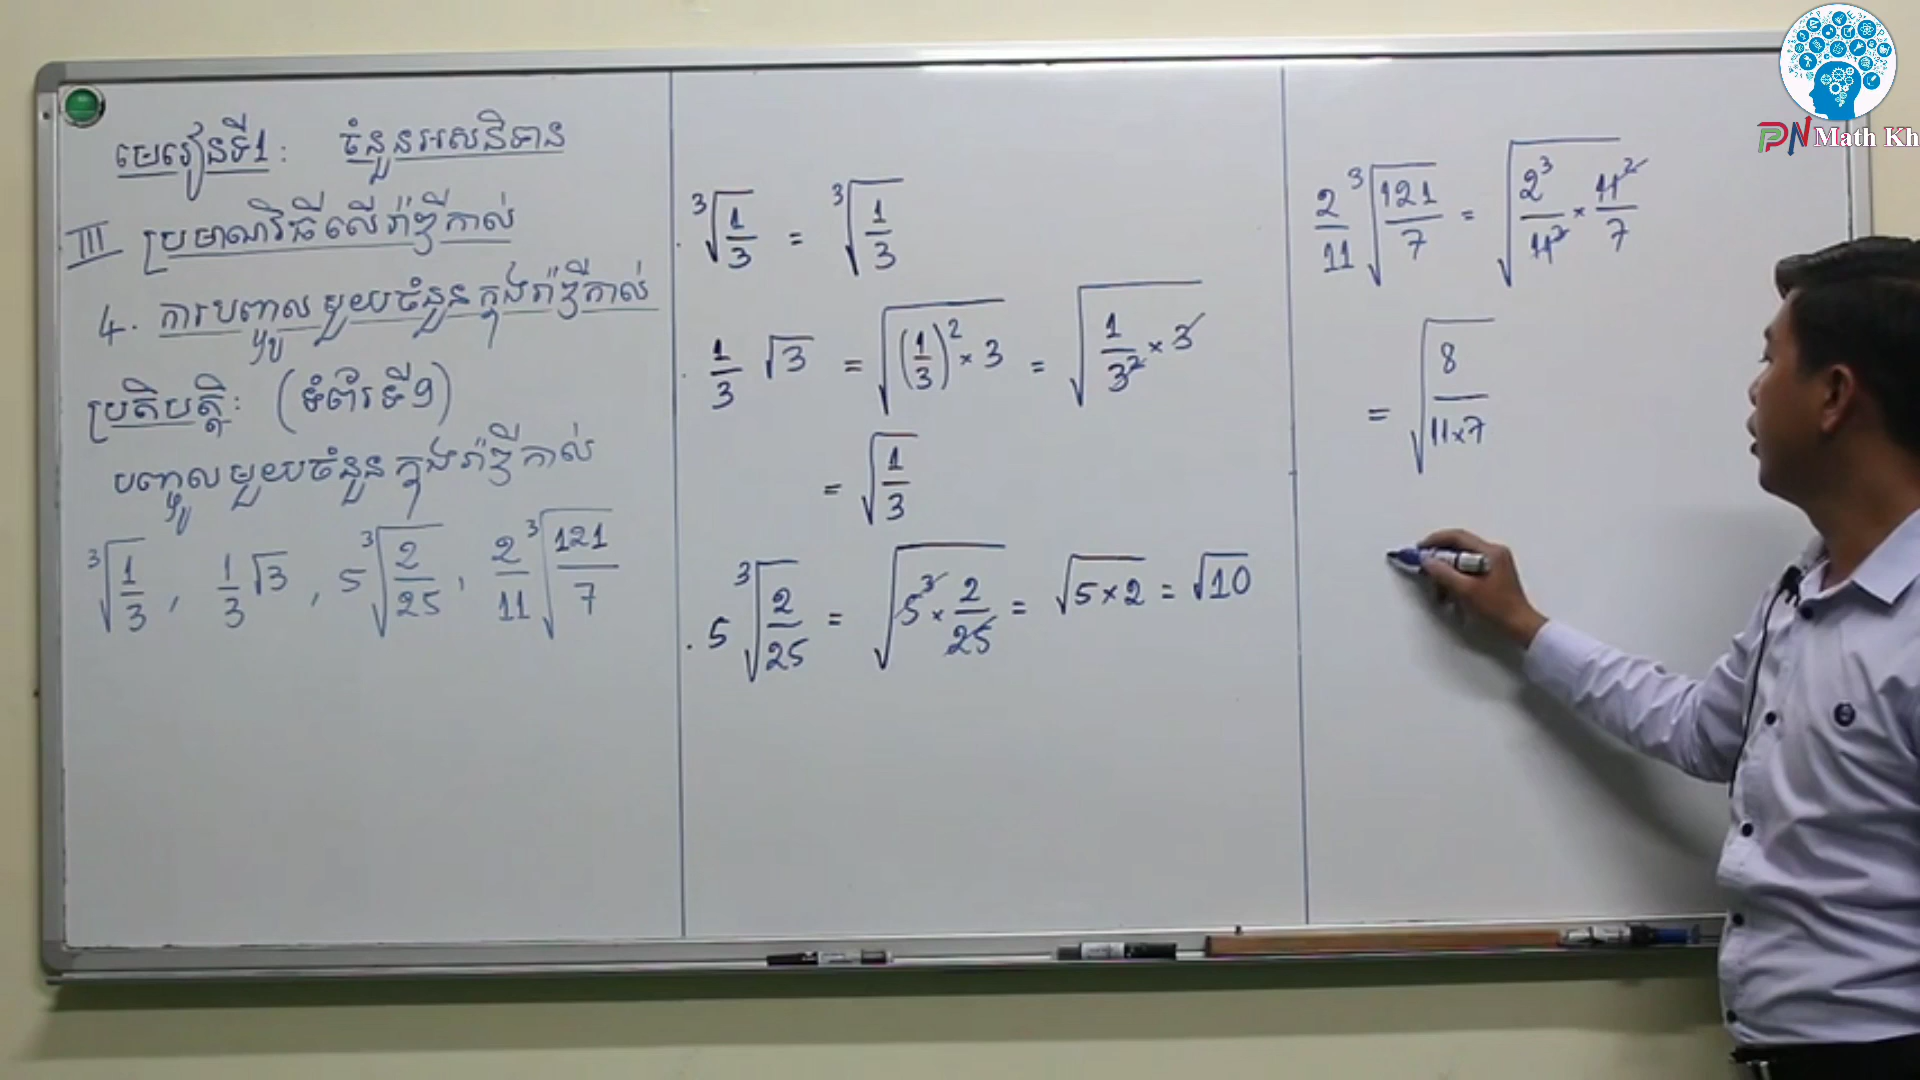 មេរៀនទី1: ចំនួនអសនិទាន
III ប្រមាណវិធីលើរ៉ាឌីកាល់
4. ការបញ្ចូលមួយចំនួនក្នុងរ៉ាឌីកាល់
ប្រតិបត្តិ: (ទំព័រទី9)
បញ្ចូលមួយចំនួនក្នុងរ៉ាឌីកាល់
∛(1/3) , 1/3 √3 , 5 ∛(2/25) , 2/11 ∛(121/7)
. ∛(1/3) = ∛(1/3)
. 1/3 √3 = √((1/3)² × 3) = √(1/3² × 3)
= √(1/3)
. 5 ∛(2/25) = √(5³ × 2/25) = √(5×2) = √10
2/11 ∛(121/7) = √(2³/11² × 11²/7)
= √(8/(11×7))
PN Math Kh